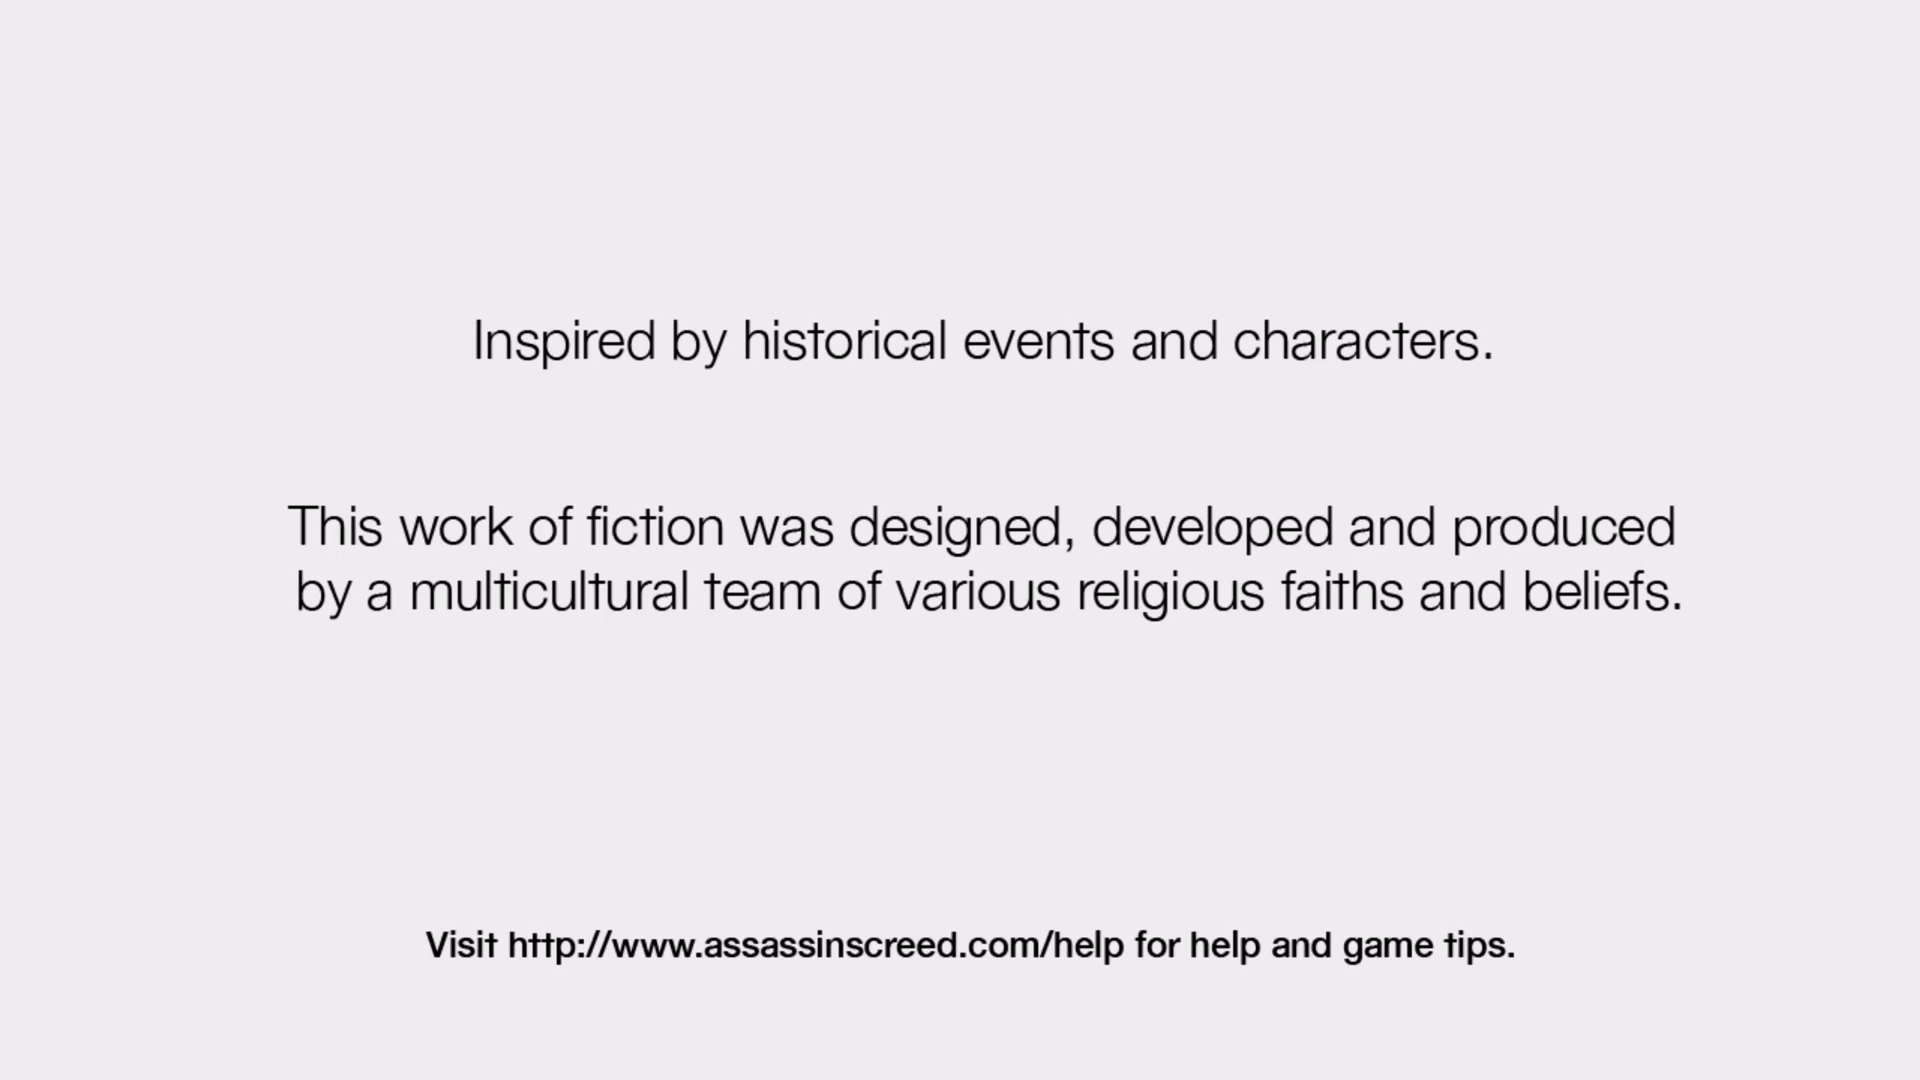 Inspired by historical events and characters.
This work of fiction was designed, developed and produced
by a multicultural team of various religious faiths and beliefs.
Visit http://www.assassinscreed.com/help for help and game tips.